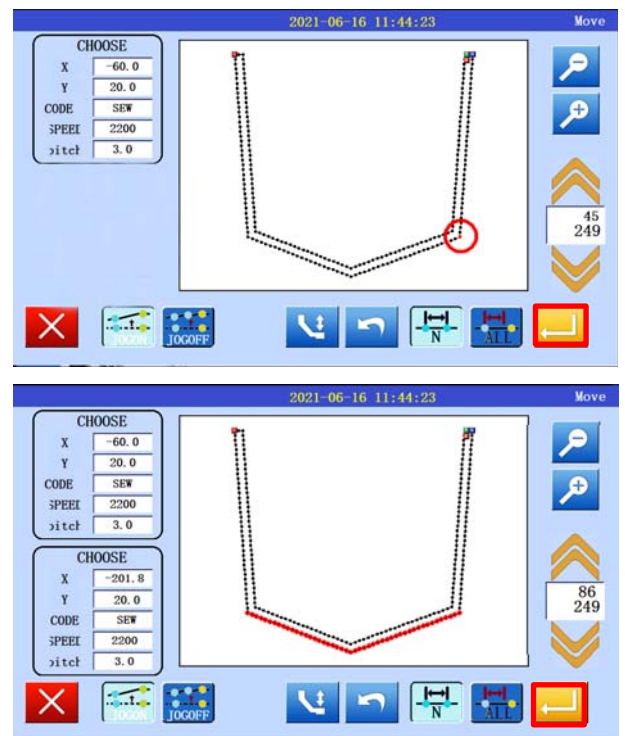 2021-06-16 11:44:23 Move
CHOOSE
X -60.0
Y 20.0
CODE SEW
SPEEI 2200
pitch 3.0
45
249
JOGON
JOGOFF
N
ALL
2021-06-16 11:44:23 Move
CHOOSE
X -60.0
Y 20.0
CODE SEW
SPEEI 2200
pitch 3.0
CHOOSE
X -201.8
Y 20.0
CODE SEW
SPEEI 2200
pitch 3.0
86
249
JOGON
JOGOFF
N
ALL